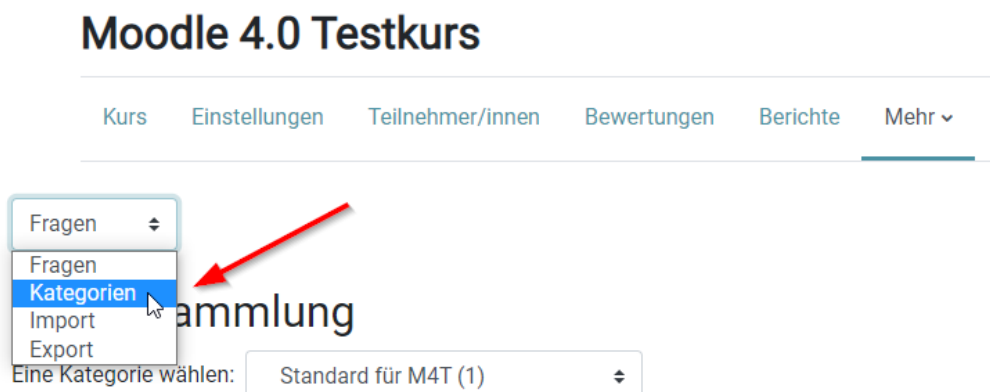 Moodle 4.0 Testkurs
Kurs Einstellungen Teilnehmer/innen Bewertungen Berichte Mehr
Fragen
Fragen
Kategorien
Import
Export
ammlung
Eine Kategorie wählen: Standard für M4T (1)